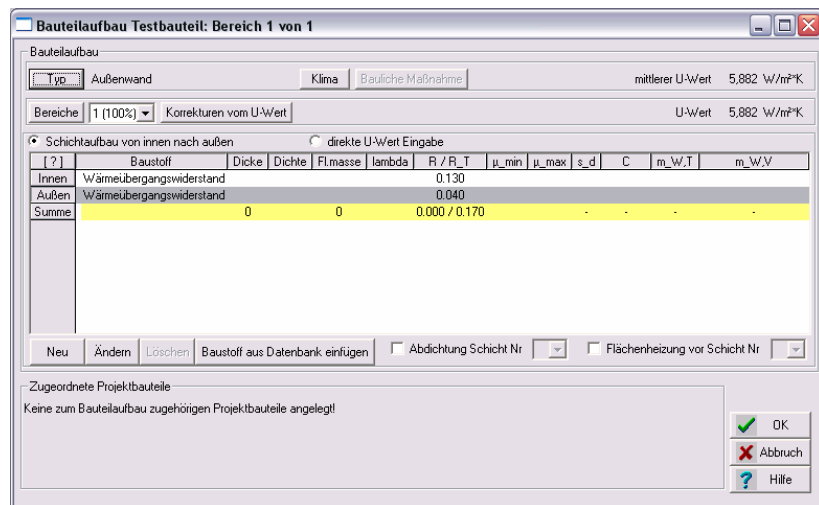 Bauteilaufbau Testbauteil: Bereich 1 von 1
Bauteilaufbau
Typ Außenwand Klima Bauliche Maßnahme mittlerer U-Wert 5,882 W/m²*K
Bereiche 1 (100%) Korrekturen vom U-Wert U-Wert 5,882 W/m²*K
Schichtaufbau von innen nach außen direkte U-Wert Eingabe
[ ? ] Baustoff Dicke Dichte Fl.masse lambda R / R_T µ_min µ_max s_d C m_W,T m_W,V
Innen Wärmeübergangswiderstand 0.130
Außen Wärmeübergangswiderstand 0.040
Summe 0 0 0.000 / 0.170 - - - -
Neu Ändern Löschen Baustoff aus Datenbank einfügen Abdichtung Schicht Nr Flächenheizung vor Schicht Nr
Zugeordnete Projektbauteile
Keine zum Bauteilaufbau zugehörigen Projektbauteile angelegt!
OK
Abbruch
? Hilfe